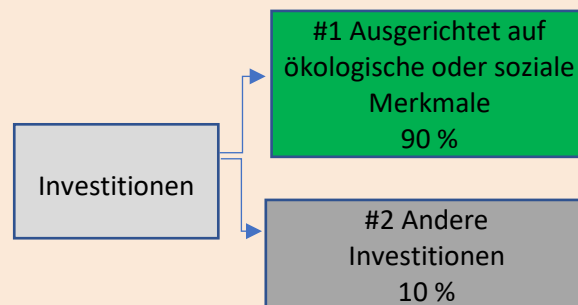 #1 Ausgerichtet auf
ökologische oder soziale
Merkmale
90 %
Investitionen
#2 Andere
Investitionen
10 %